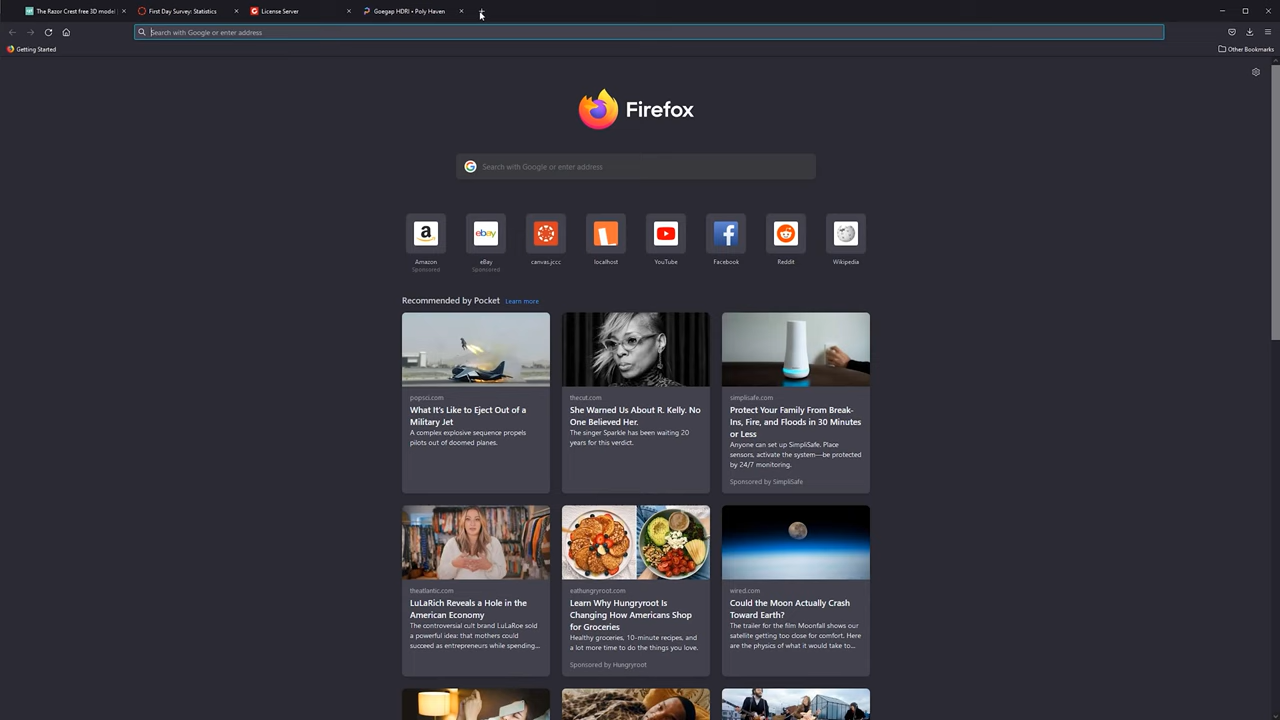 The Razor Crest free 3D model
First Day Survey: Statistics
License Server
Goegap HDRI • Poly Haven
Search with Google or enter address
Getting Started
Other Bookmarks
Firefox
Search with Google or enter address
Amazon
Sponsored
eBay
Sponsored
canvas.jccc
localhost
YouTube
Facebook
Reddit
Wikipedia
Recommended by Pocket Learn more
popsci.com
What It's Like to Eject Out of a
Military Jet
A complex explosive sequence propels
pilots out of doomed planes.
thecut.com
She Warned Us About R. Kelly. No
One Believed Her.
The singer Sparkle has been waiting 20
years for this verdict.
simplisafe.com
Protect Your Family From Break-
Ins, Fire, and Floods in 30 Minutes
or Less
Anyone can set up SimpliSafe. Place
sensors, activate the system—be protected
by 24/7 monitoring.
Sponsored by SimpliSafe
theatlantic.com
LuLaRich Reveals a Hole in the
American Economy
The controversial cult brand LuLaRoe sold
a powerful idea: that mothers could
succeed as entrepreneurs while spending...
eathungryroot.com
Learn Why Hungryroot Is
Changing How Americans Shop
for Groceries
Healthy groceries, 10-minute recipes, and
a lot more time to do the things you love.
Sponsored by Hungryroot
wired.com
Could the Moon Actually Crash
Toward Earth?
The trailer for the film Moonfall shows our
satellite getting too close for comfort. Here
are the physics of what it would take to...